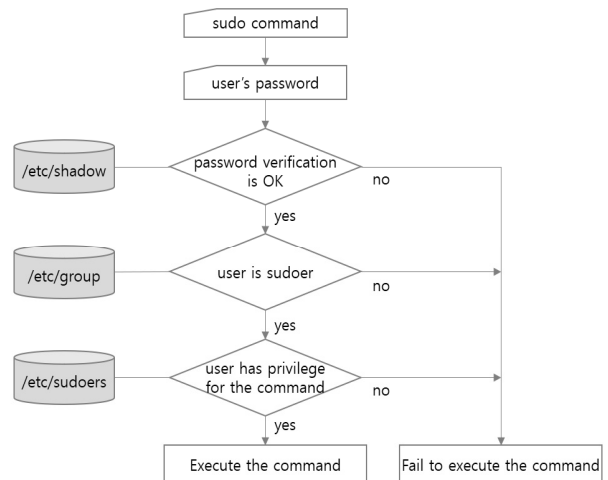 sudo command
user's password
/etc/shadow
password verification
is OK
no
yes
/etc/group
user is sudoer
no
yes
/etc/sudoers
user has privilege
for the command
no
yes
Execute the command
Fail to execute the command